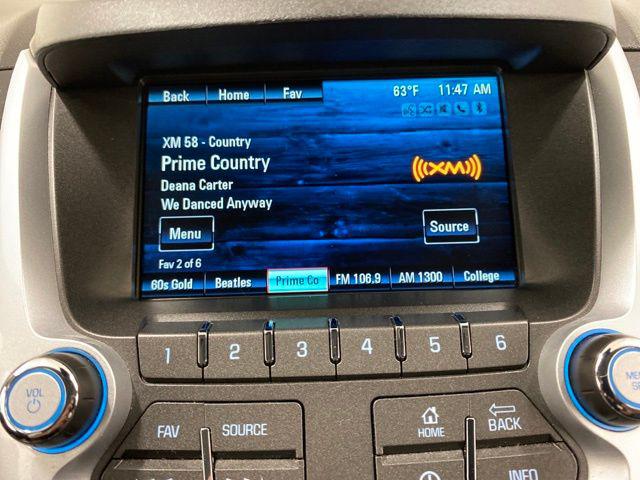 Back Home Fav 63°F 11:47 AM
XM 58 - Country
Prime Country
((((XM))))
Deana Carter
We Danced Anyway
Menu Source
Fav 2 of 6
60s Gold Beatles Prime Co FM 106.9 AM 1300 College
1 2 3 4 5 6
VOL
FAV SOURCE HOME BACK
INFO